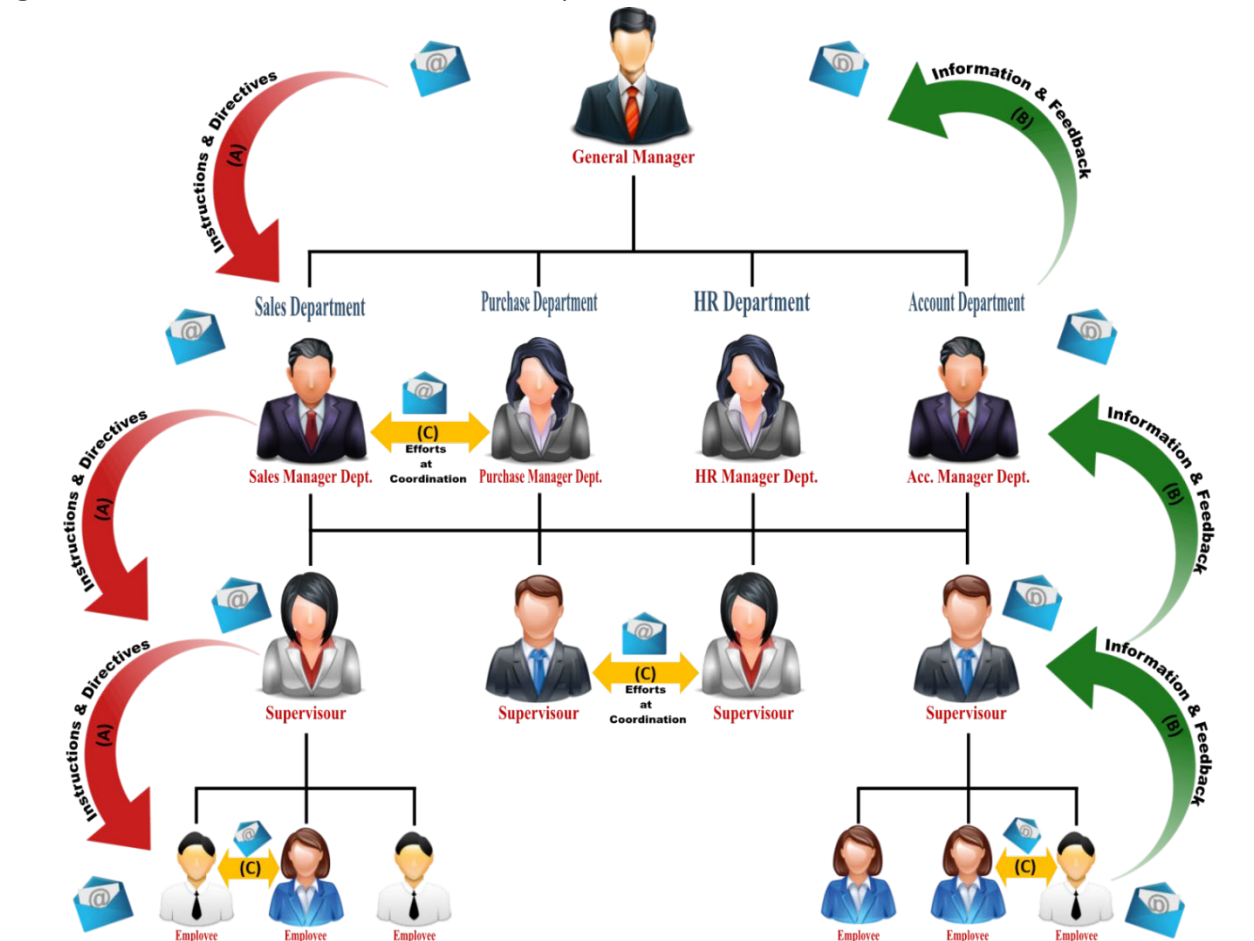 Instructions & Directives
(A)
Information & Feedback
(B)
General Manager
Sales Department
Purchase Department
HR Department
Account Department
(C)
Efforts
at
Coordination
Sales Manager Dept.
Purchase Manager Dept.
HR Manager Dept.
Acc. Manager Dept.
Instructions & Directives
(A)
Information & Feedback
(B)
(C)
Efforts
at
Coordination
Supervisour
Supervisour
Supervisour
Supervisour
Instructions & Directives
(A)
Information & Feedback
(B)
(C)
(C)
Employee
Employee
Employee
Employee
Employee
Employee